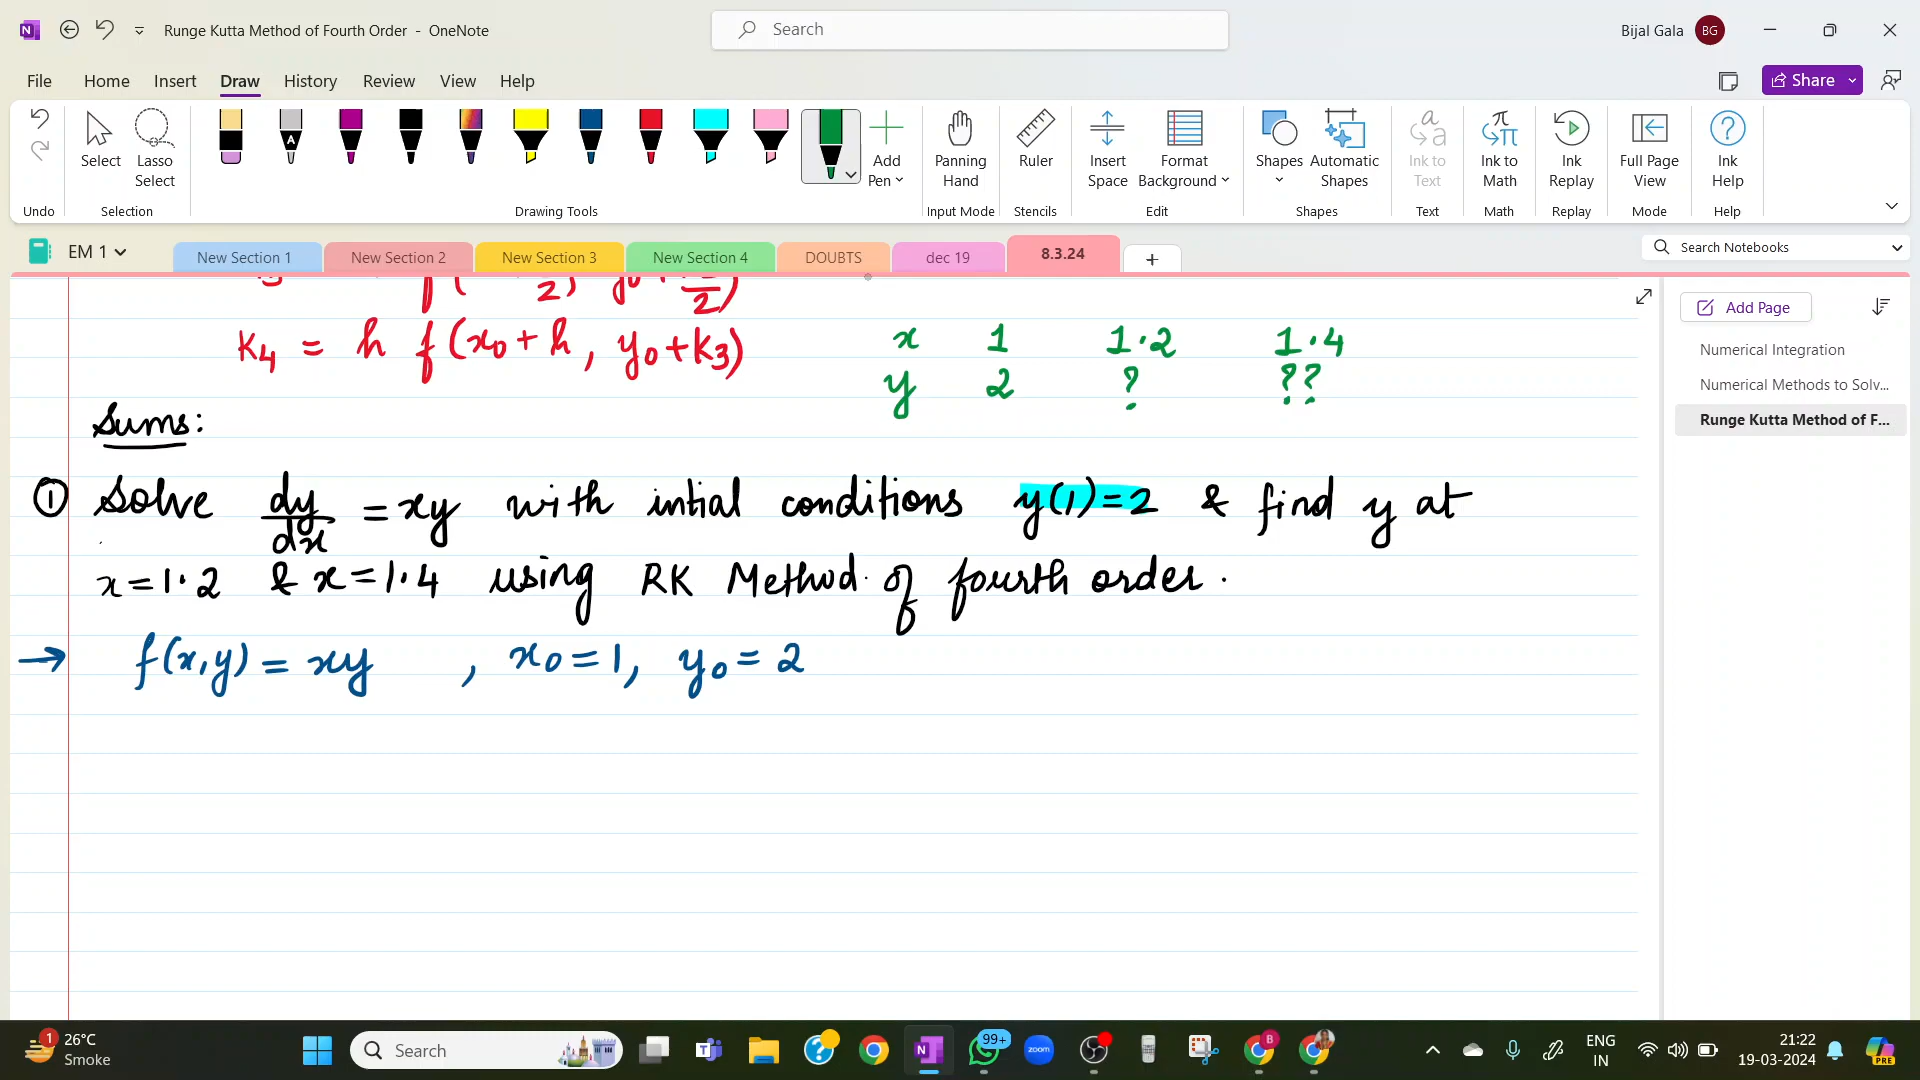 Runge Kutta Method of Fourth Order - OneNote
Search
Bijal Gala BG
File Home Insert Draw History Review View Help
Share
Undo
Select
Lasso Select
Selection
A
Drawing Tools
Add Pen
Panning Hand
Input Mode
Ruler
Stencils
Insert Space
Format Background
Edit
Shapes
Automatic Shapes
Shapes
Ink to Text
Text
Ink to Math
Math
Ink Replay
Replay
Full Page View
Mode
Ink Help
Help
EM 1
New Section 1 New Section 2 New Section 3 New Section 4 DOUBTS dec 19 8.3.24 +
Search Notebooks
Add Page
Numerical Integration
Numerical Methods to Solv...
Runge Kutta Method of F...
K4 = h f(x0+h, y0+K3)
x 1 1.2 1.4
y 2 ? ??
Sums:
① Solve dy/dx = xy with intial conditions y(1)=2 & find y at
x=1.2 & x=1.4 using RK Method of fourth order.
→ f(x,y) = xy , x0=1, y0=2
1
26°C
Smoke
Search
99+
zoom
ENG
IN
21:22
19-03-2024
PRE